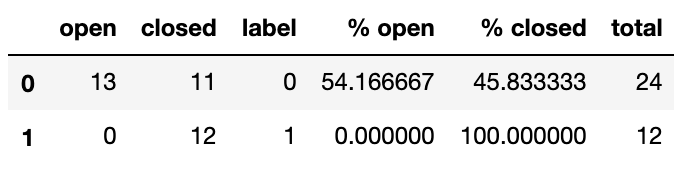 open closed label % open % closed total
0 13 11 0 54.166667 45.833333 24
1 0 12 1 0.000000 100.000000 12